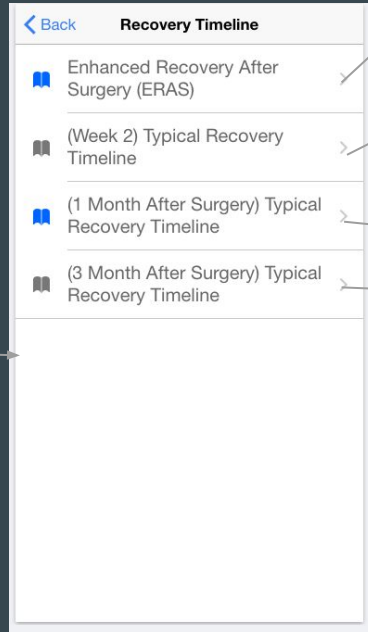 Back
Recovery Timeline
Enhanced Recovery After
Surgery (ERAS)
(Week 2) Typical Recovery
Timeline
(1 Month After Surgery) Typical
Recovery Timeline
(3 Month After Surgery) Typical
Recovery Timeline